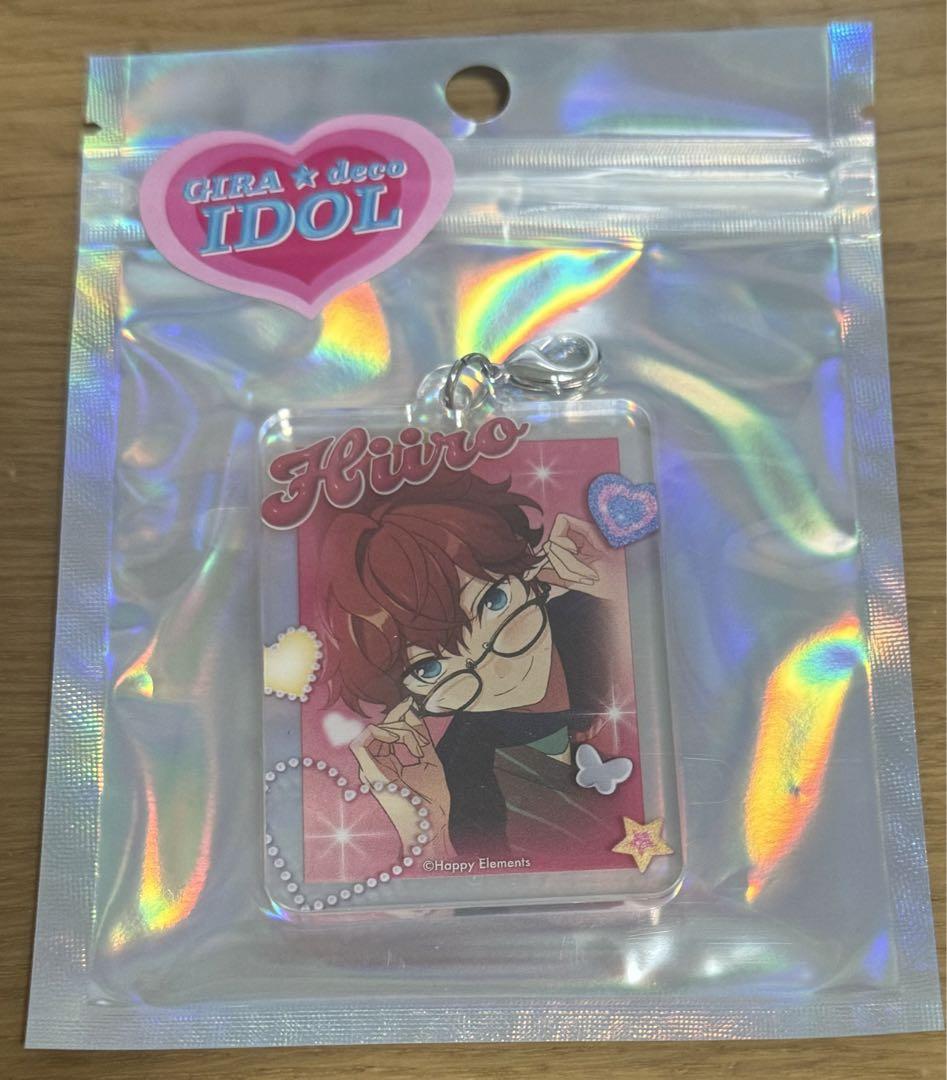 GIRA ★ deco
IDOL
Hiiro
©Happy Elements